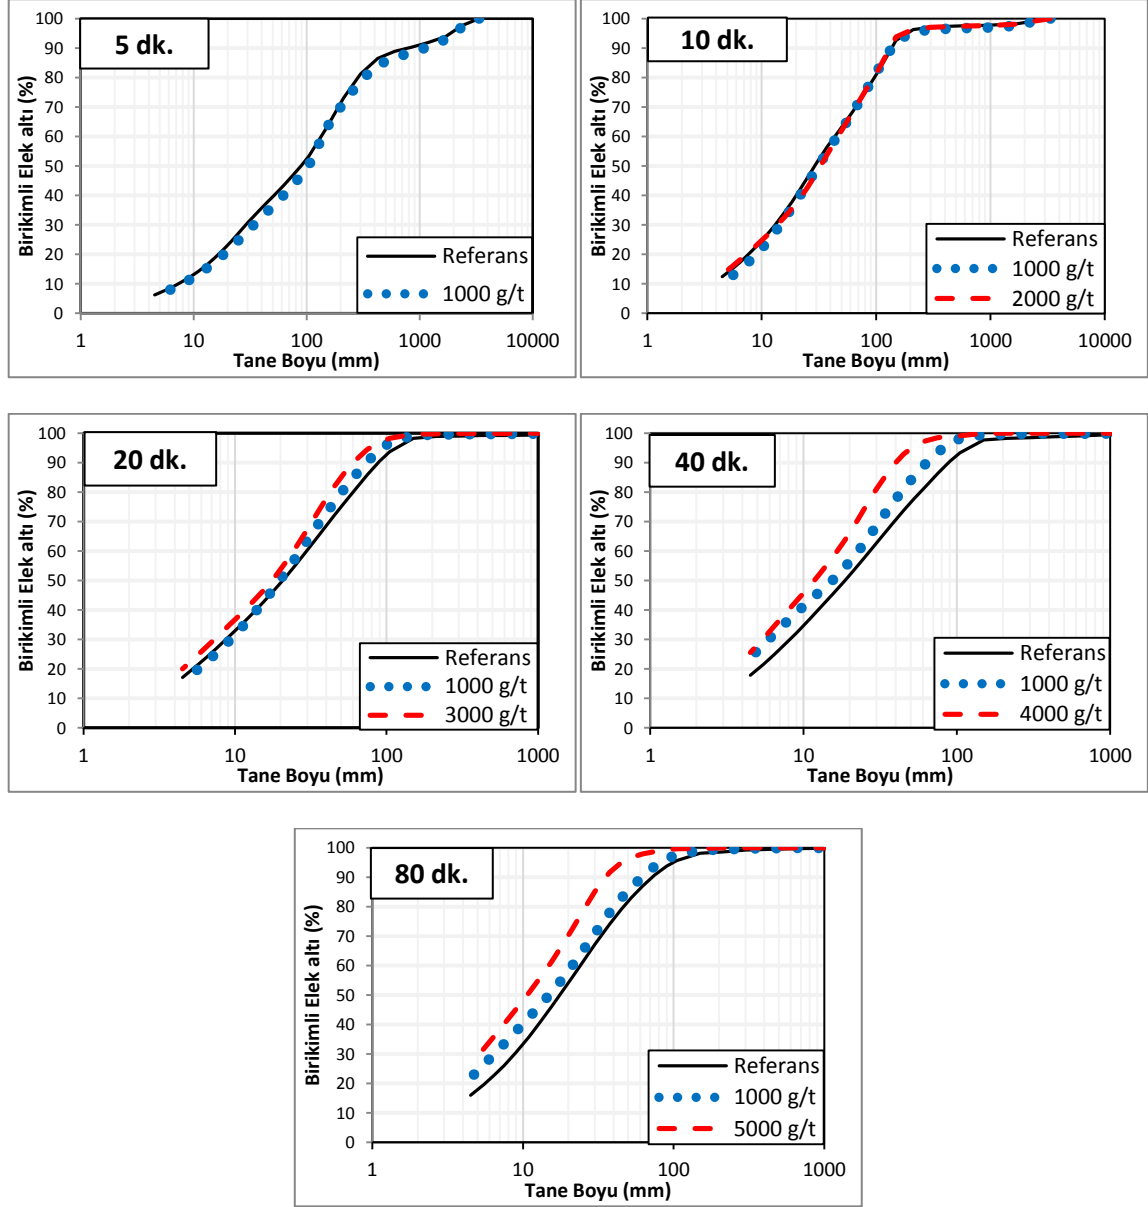 5 dk.
Birikimli Elek altı (%)
100
90
80
70
60
50
40
30
20
10
0
Referans
1000 g/t
1 10 100 1000 10000
Tane Boyu (mm)
10 dk.
Birikimli Elek altı (%)
100
90
80
70
60
50
40
30
20
10
0
Referans
1000 g/t
2000 g/t
1 10 100 1000 10000
Tane Boyu (mm)
20 dk.
Birikimli Elek altı (%)
100
90
80
70
60
50
40
30
20
10
0
Referans
1000 g/t
3000 g/t
1 10 100 1000
Tane Boyu (mm)
40 dk.
Birikimli Elek altı (%)
100
90
80
70
60
50
40
30
20
10
0
Referans
1000 g/t
4000 g/t
1 10 100 1000
Tane Boyu (mm)
80 dk.
Birikimli Elek altı (%)
100
90
80
70
60
50
40
30
20
10
0
Referans
1000 g/t
5000 g/t
1 10 100 1000
Tane Boyu (mm)